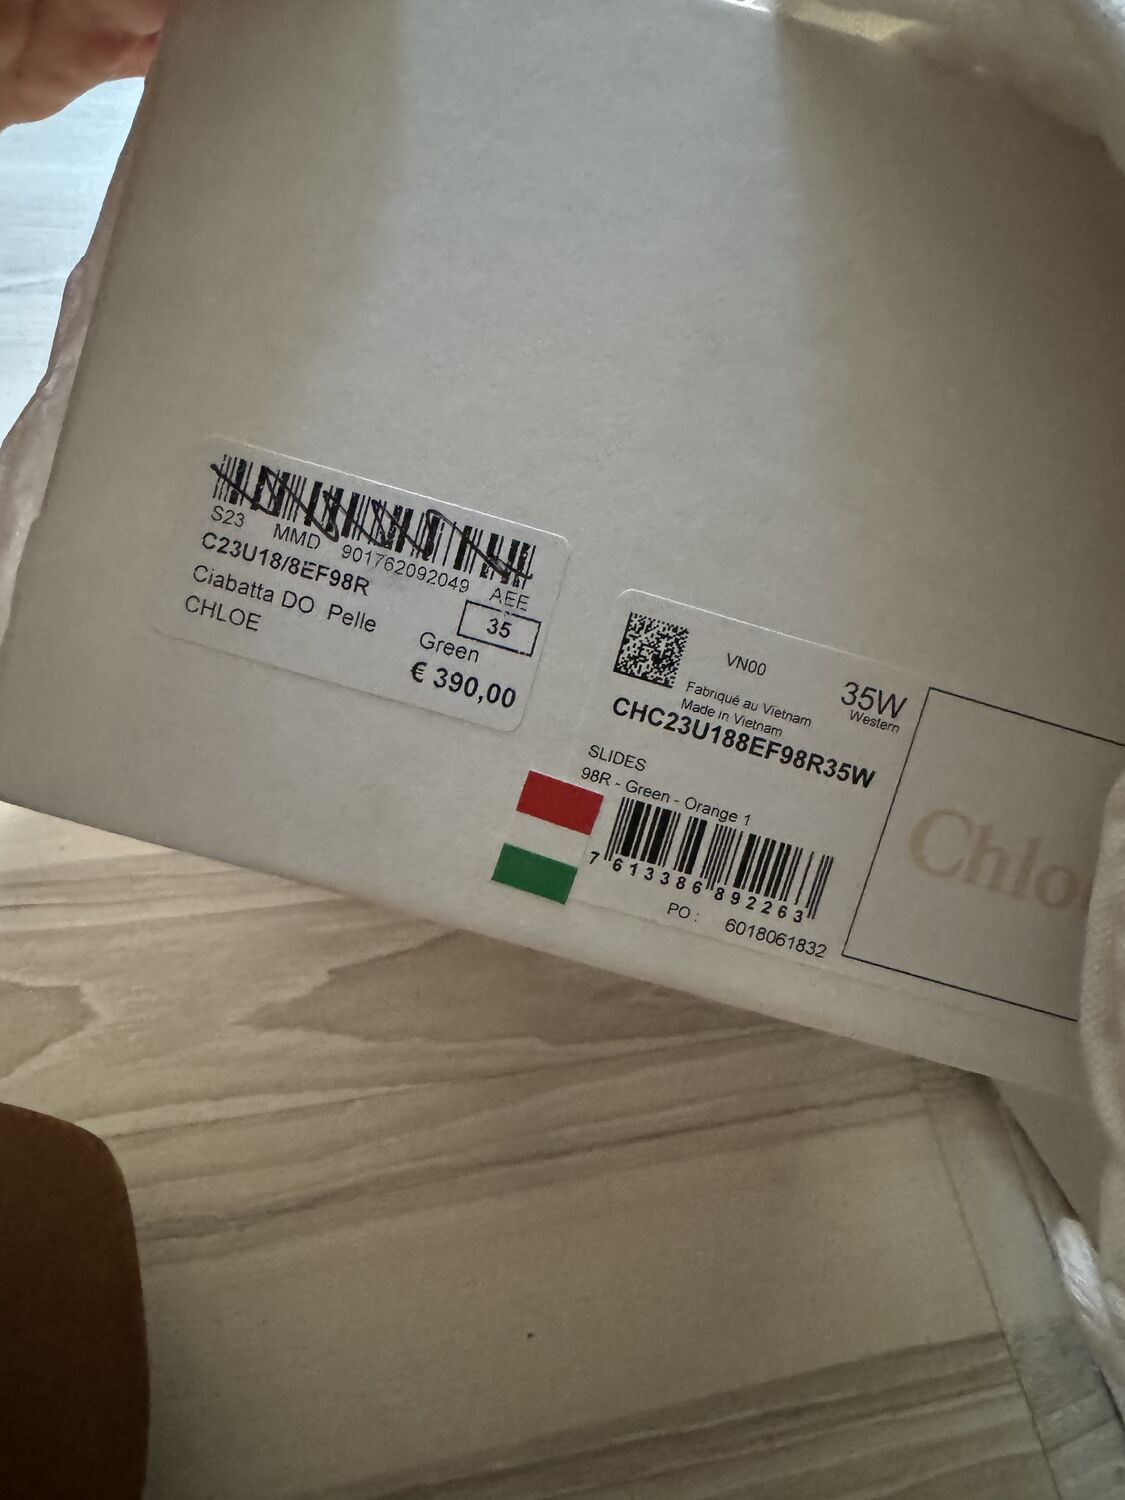 S23 MMD 901762092049 AEE
C23U18/8EF98R
Ciabatta DO Pelle 35
CHLOE Green
€ 390,00
VN00
35W
Western
Fabriqué au Vietnam
Made in Vietnam
CHC23U188EF98R35W
SLIDES
98R - Green - Orange 1
7 613386 892263
PO : 6018061832
Chlo